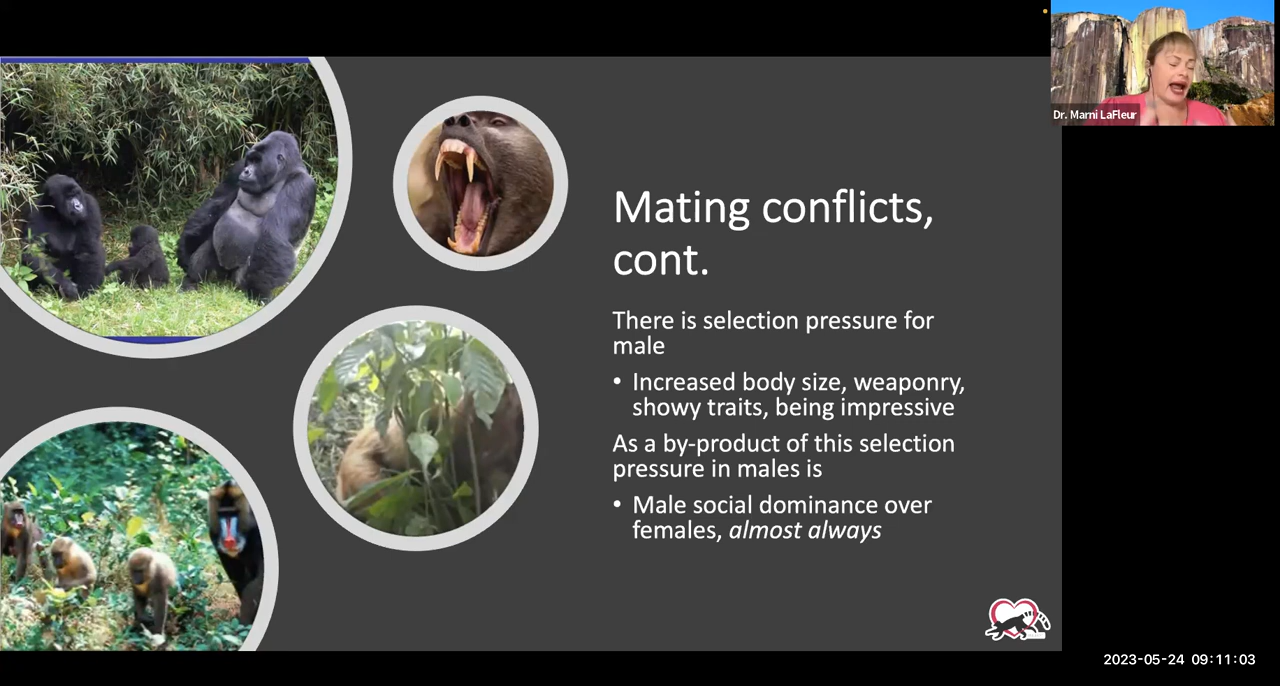 Dr. Marni LaFleur
Mating conflicts,
cont.
There is selection pressure for
male
• Increased body size, weaponry,
showy traits, being impressive
As a by-product of this selection
pressure in males is
• Male social dominance over
females, almost always
2023-05-24 09:11:03